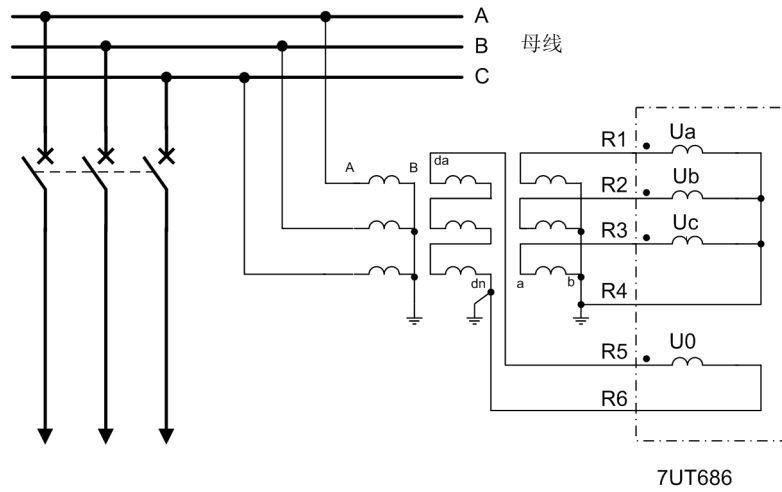 A
B 母线
C
R1 Ua
A B da
R2 Ub
R3 Uc
dn a b
R4
R5 U0
R6
7UT686